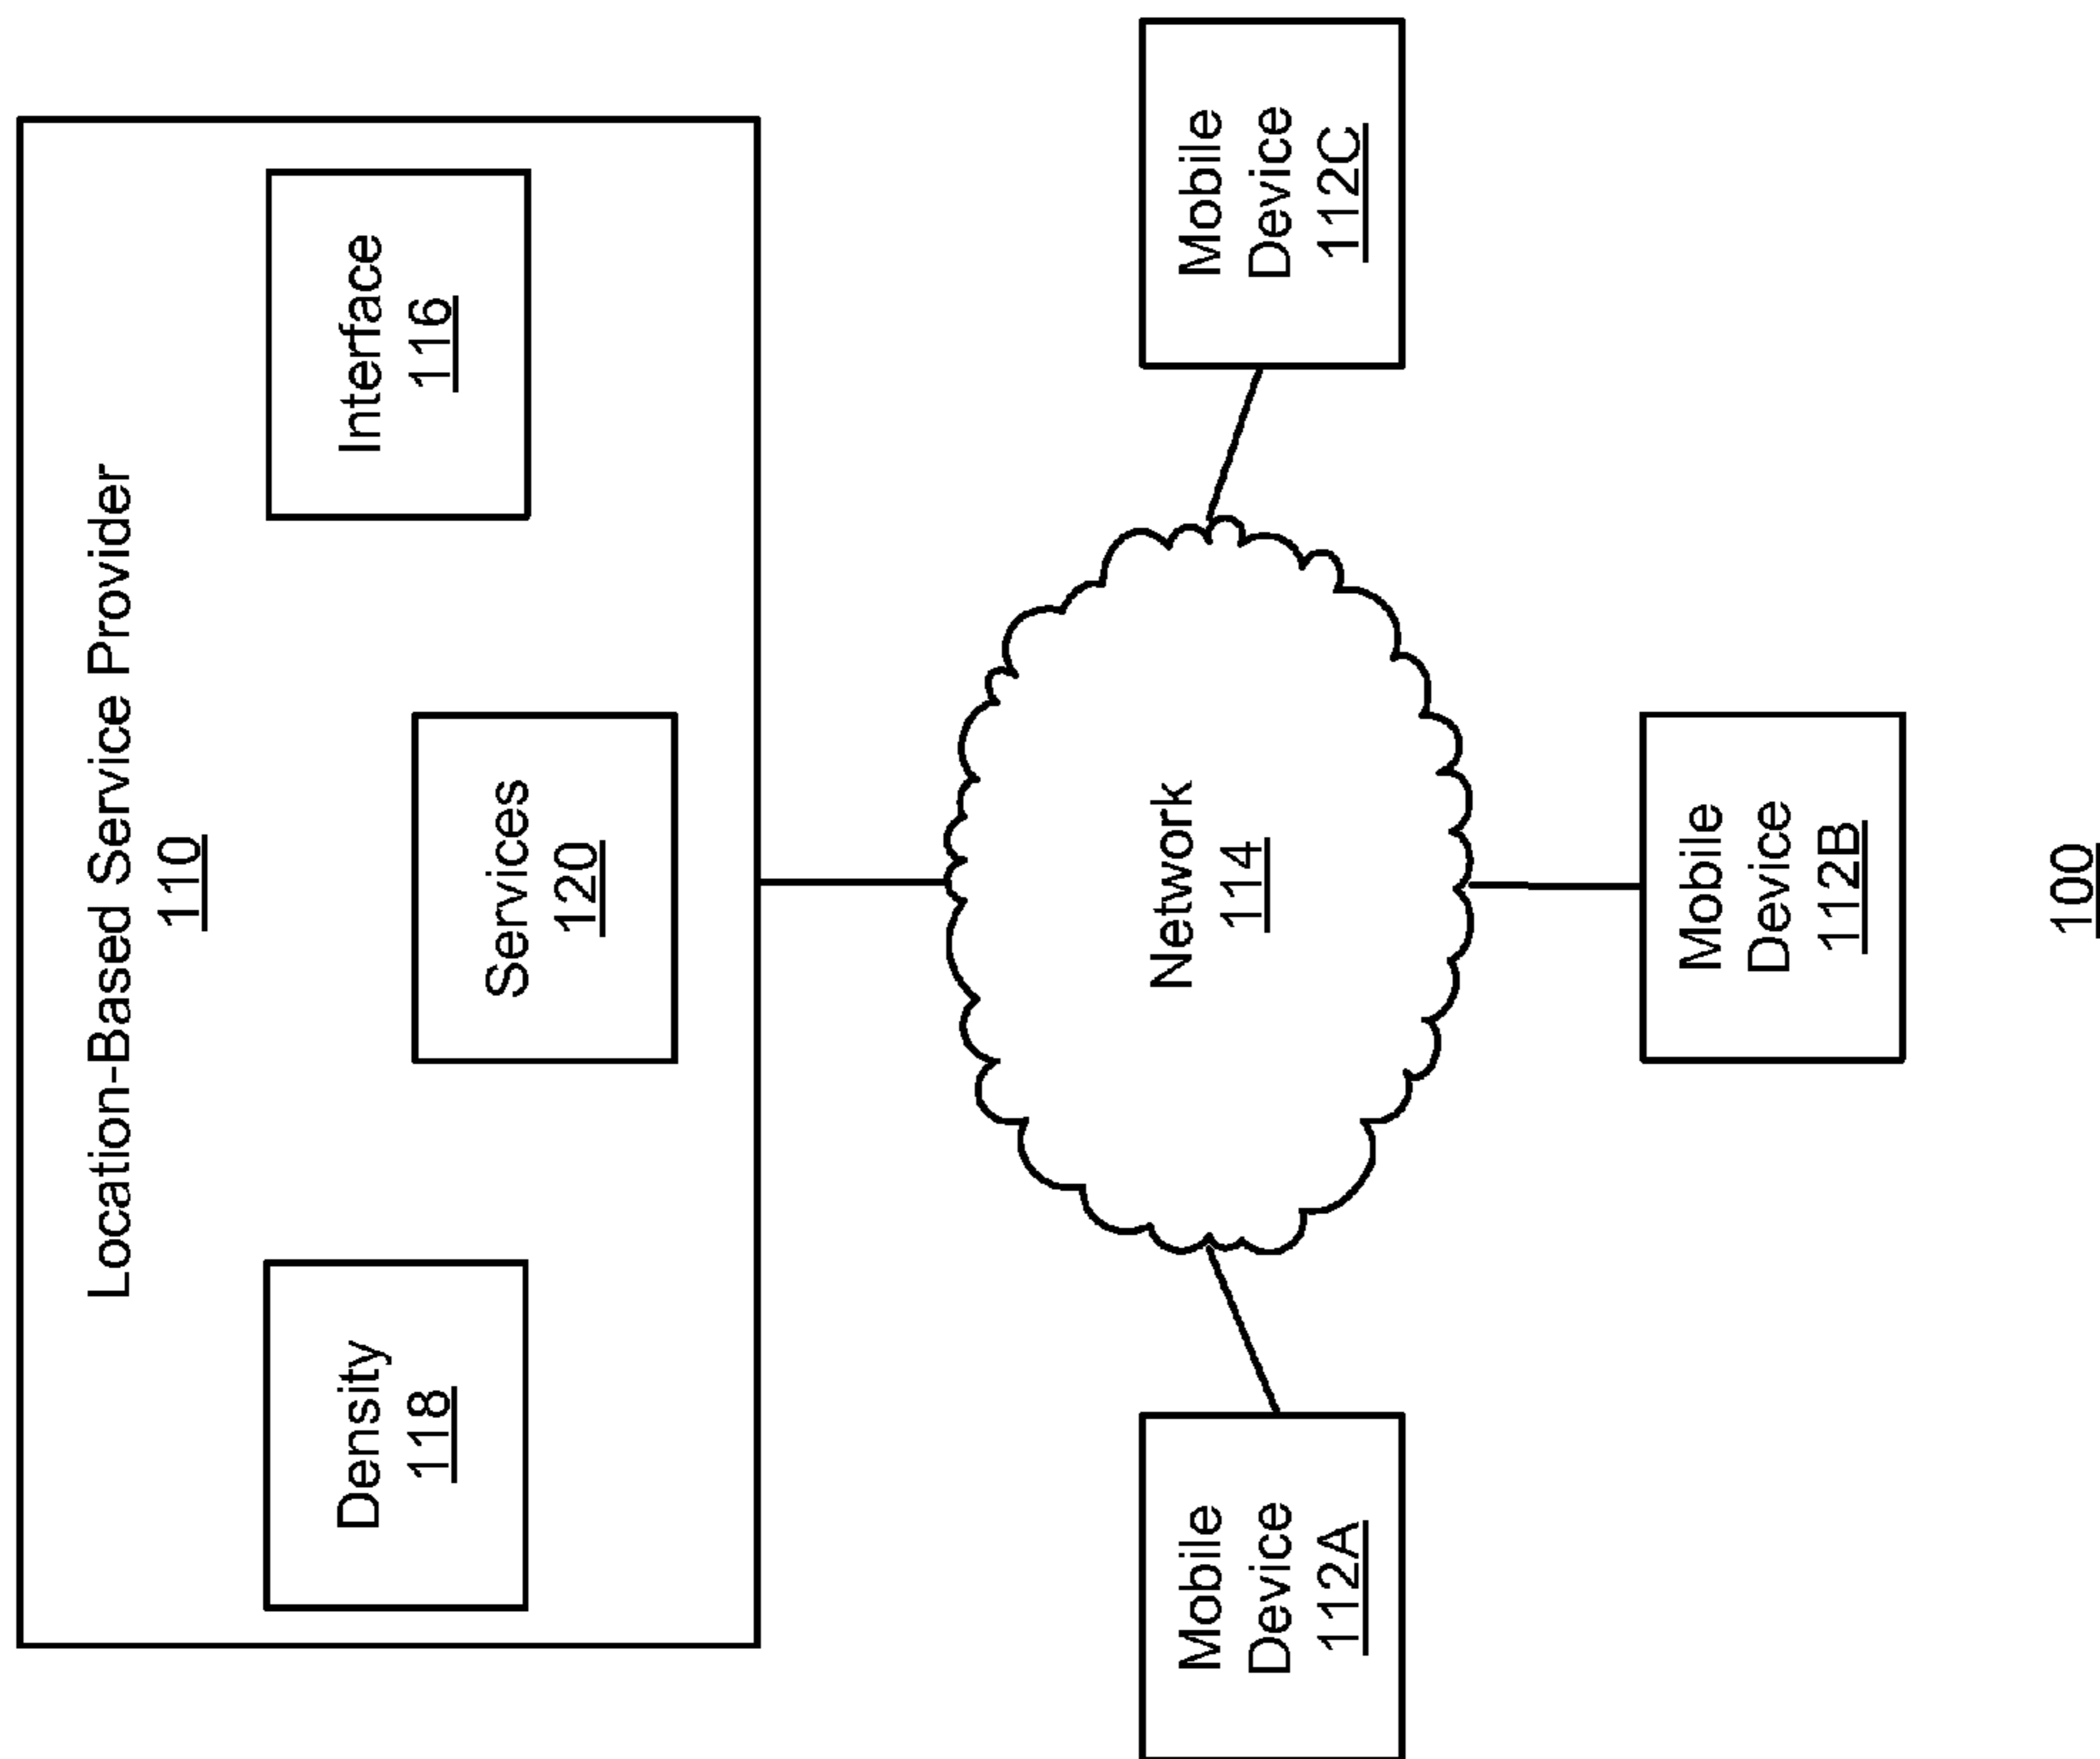 Location-Based Service Provider
110
Density
118
Services
120
Interface
116
Network
114
Mobile
Device
112A
Mobile
Device
112B
Mobile
Device
112C
100